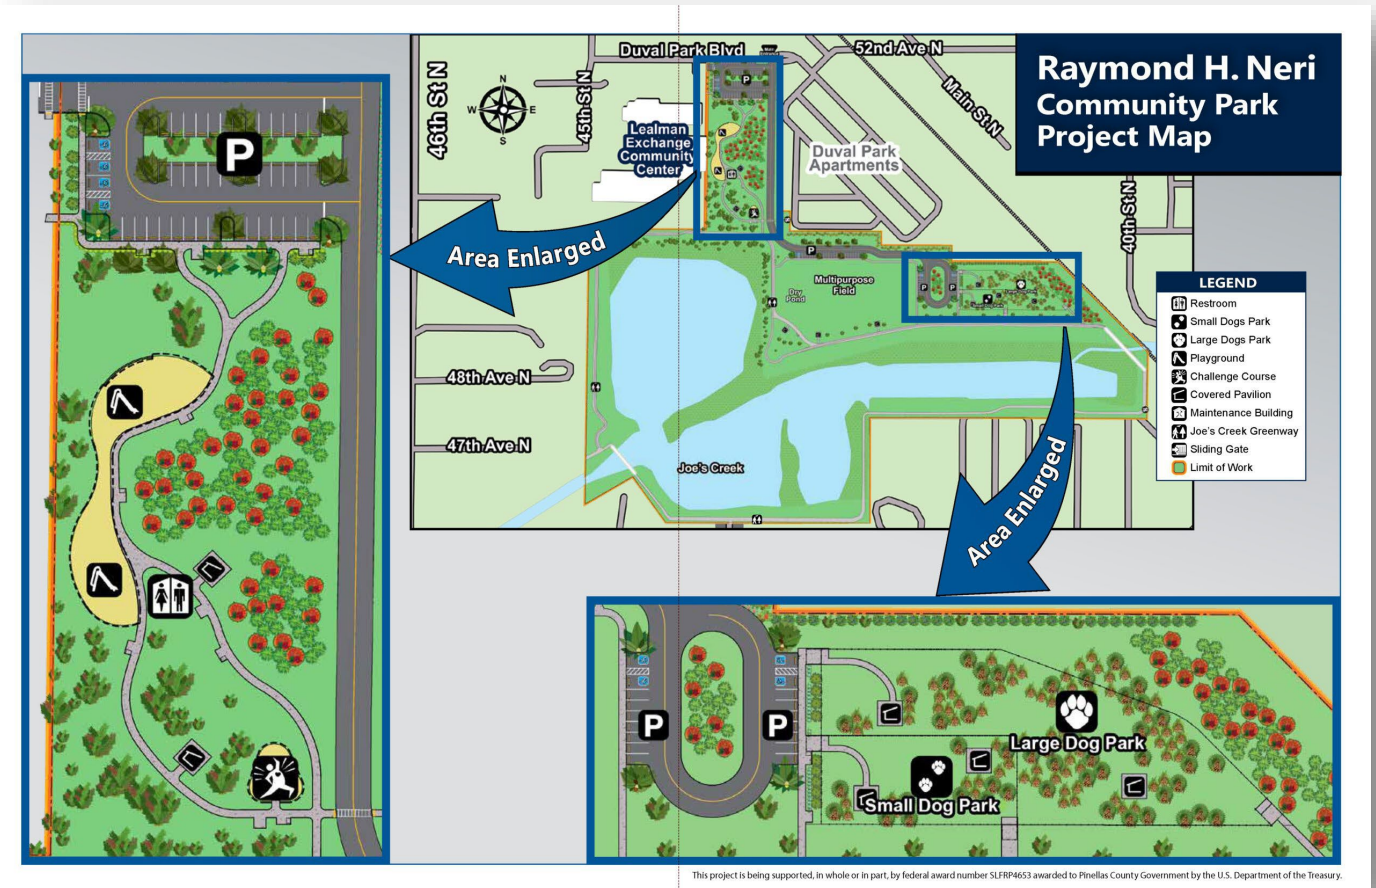 Raymond H. Neri
Community Park
Project Map
Duval Park Blvd
52nd Ave N
Main St N
46th St N
45th St N
40th St N
N
W
E
S
Lealman
Exchange
Community
Center
Duval Park
Apartments
P
P
P
P
Area Enlarged
Multipurpose
Field
Dry
Pond
48th Ave N
47th Ave N
Joe's Creek
Area Enlarged
LEGEND
Restroom
Small Dogs Park
Large Dogs Park
Playground
Challenge Course
Covered Pavilion
Maintenance Building
Joe's Creek Greenway
Sliding Gate
Limit of Work
P
P
P
Large Dog Park
Small Dog Park
This project is being supported, in whole or in part, by federal award number SLFRP4653 awarded to Pinellas County Government by the U.S. Department of the Treasury.